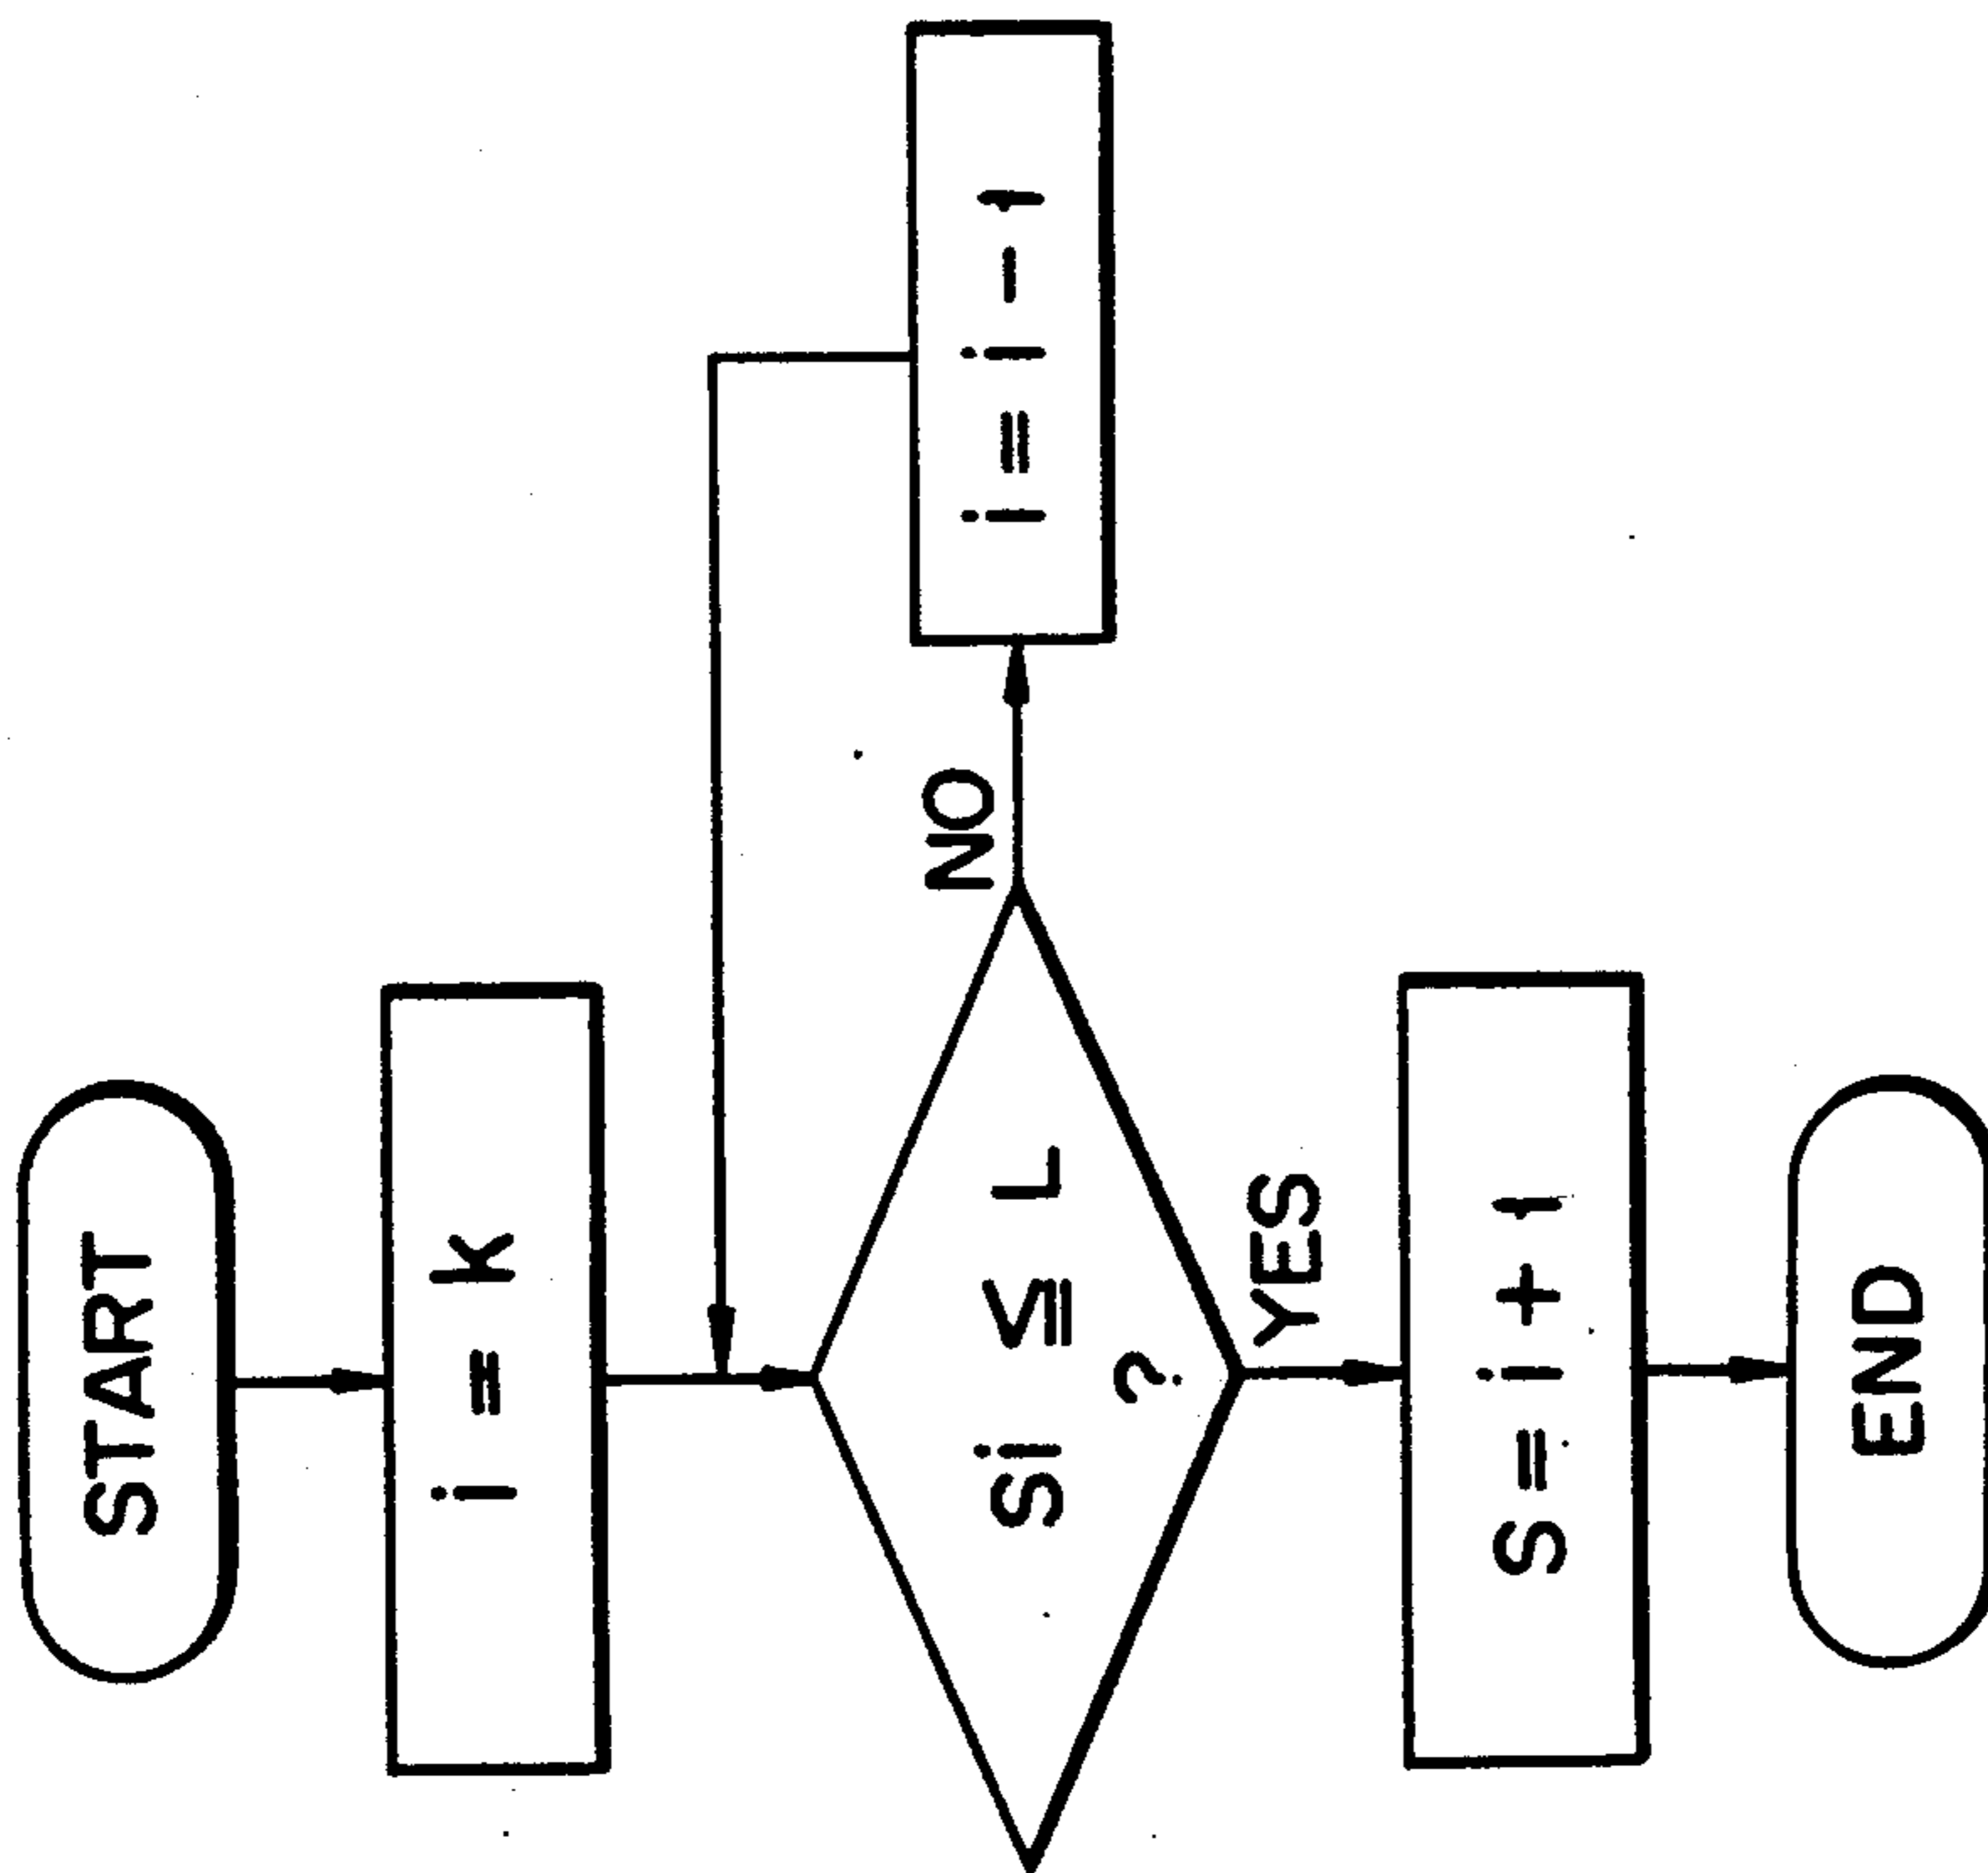 START
i = k
Si ≦ L
?
NO
i = i - 1
YES
S = i + 1
END